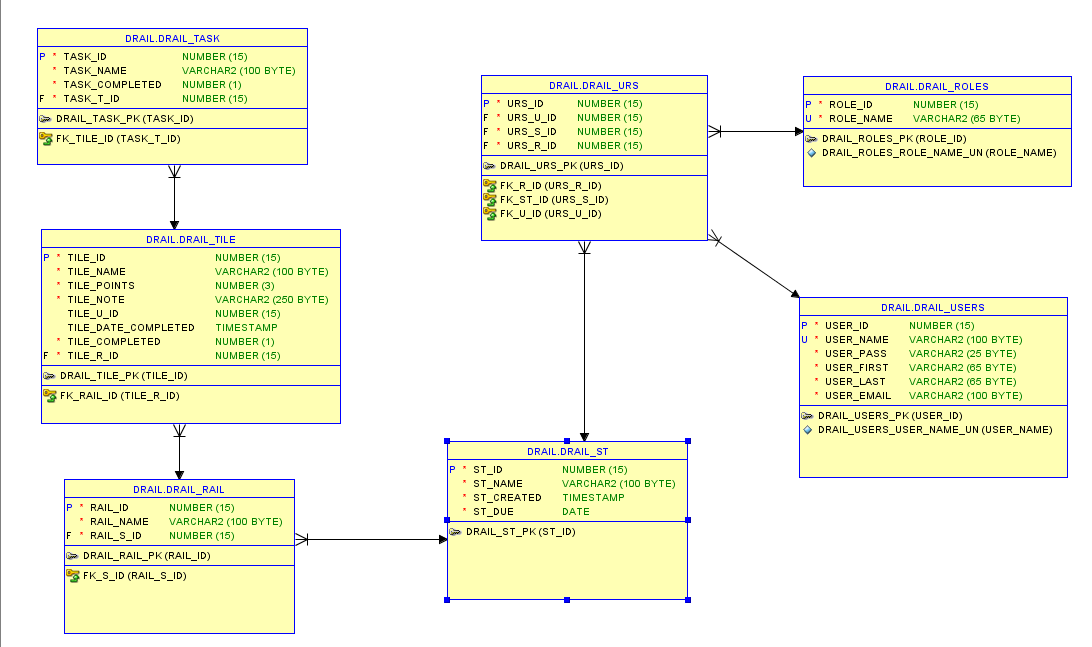 DRAIL.DRAIL_TASK
P * TASK_ID NUMBER (15)
* TASK_NAME VARCHAR2 (100 BYTE)
* TASK_COMPLETED NUMBER (1)
F * TASK_T_ID NUMBER (15)
DRAIL_TASK_PK (TASK_ID)
FK_TILE_ID (TASK_T_ID)
DRAIL.DRAIL_TILE
P * TILE_ID NUMBER (15)
* TILE_NAME VARCHAR2 (100 BYTE)
* TILE_POINTS NUMBER (3)
* TILE_NOTE VARCHAR2 (250 BYTE)
TILE_U_ID NUMBER (15)
TILE_DATE_COMPLETED TIMESTAMP
* TILE_COMPLETED NUMBER (1)
F * TILE_R_ID NUMBER (15)
DRAIL_TILE_PK (TILE_ID)
FK_RAIL_ID (TILE_R_ID)
DRAIL.DRAIL_RAIL
P * RAIL_ID NUMBER (15)
* RAIL_NAME VARCHAR2 (100 BYTE)
F * RAIL_S_ID NUMBER (15)
DRAIL_RAIL_PK (RAIL_ID)
FK_S_ID (RAIL_S_ID)
DRAIL.DRAIL_URS
P * URS_ID NUMBER (15)
F * URS_U_ID NUMBER (15)
F * URS_S_ID NUMBER (15)
F * URS_R_ID NUMBER (15)
DRAIL_URS_PK (URS_ID)
FK_R_ID (URS_R_ID)
FK_ST_ID (URS_S_ID)
FK_U_ID (URS_U_ID)
DRAIL.DRAIL_ST
P * ST_ID NUMBER (15)
* ST_NAME VARCHAR2 (100 BYTE)
* ST_CREATED TIMESTAMP
* ST_DUE DATE
DRAIL_ST_PK (ST_ID)
DRAIL.DRAIL_ROLES
P * ROLE_ID NUMBER (15)
U * ROLE_NAME VARCHAR2 (65 BYTE)
DRAIL_ROLES_PK (ROLE_ID)
DRAIL_ROLES_ROLE_NAME_UN (ROLE_NAME)
DRAIL.DRAIL_USERS
P * USER_ID NUMBER (15)
U * USER_NAME VARCHAR2 (100 BYTE)
* USER_PASS VARCHAR2 (25 BYTE)
* USER_FIRST VARCHAR2 (65 BYTE)
* USER_LAST VARCHAR2 (65 BYTE)
* USER_EMAIL VARCHAR2 (100 BYTE)
DRAIL_USERS_PK (USER_ID)
DRAIL_USERS_USER_NAME_UN (USER_NAME)